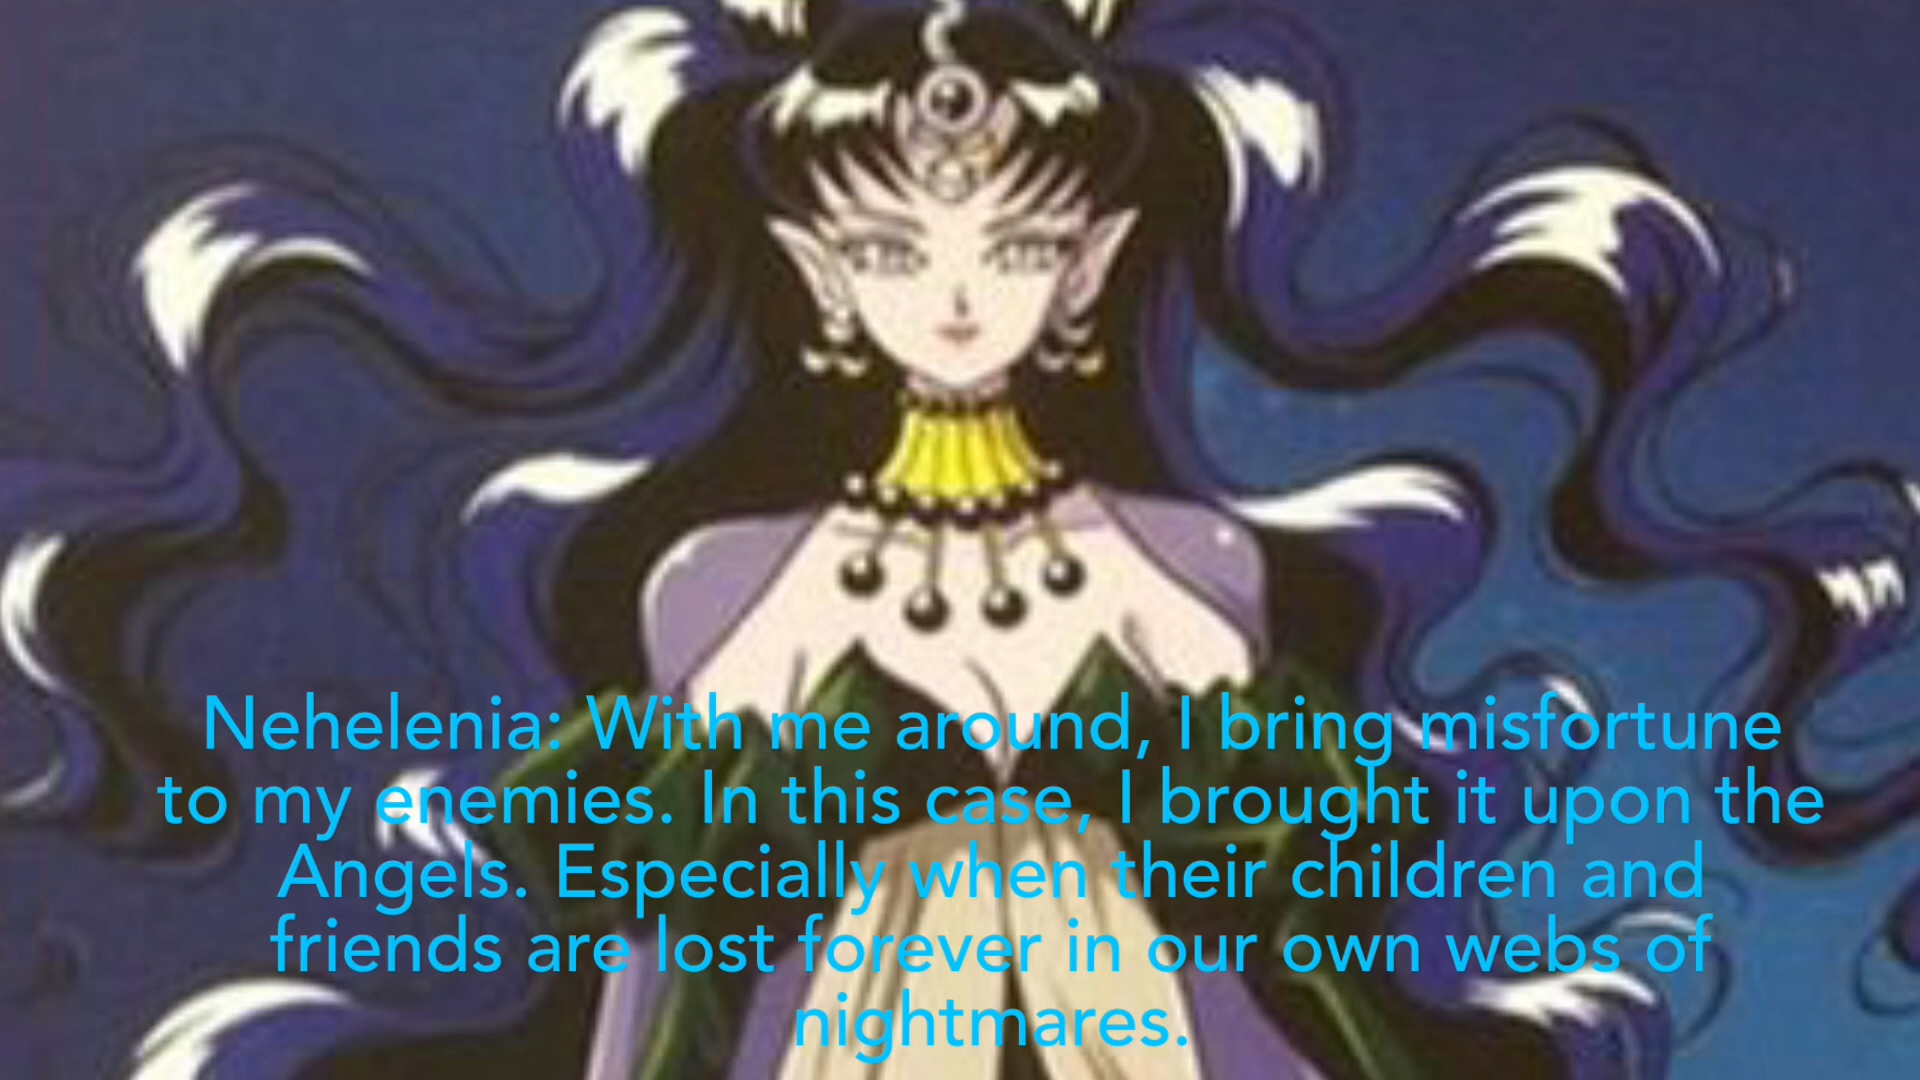 Nehelenia: With me around, I bring misfortune
to my enemies. In this case, I brought it upon the
Angels. Especially when their children and
friends are lost forever in our own webs of
nightmares.